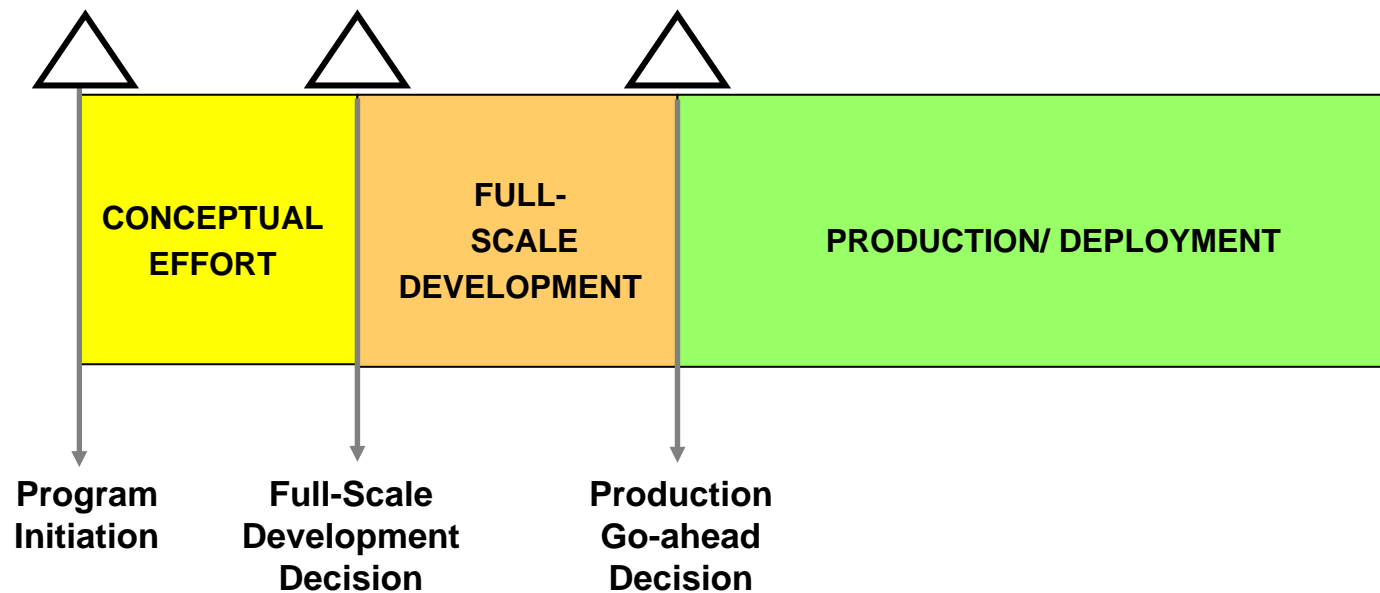 CONCEPTUAL
EFFORT
FULL-
SCALE
DEVELOPMENT
PRODUCTION/ DEPLOYMENT
Program
Initiation
Full-Scale
Development
Decision
Production
Go-ahead
Decision